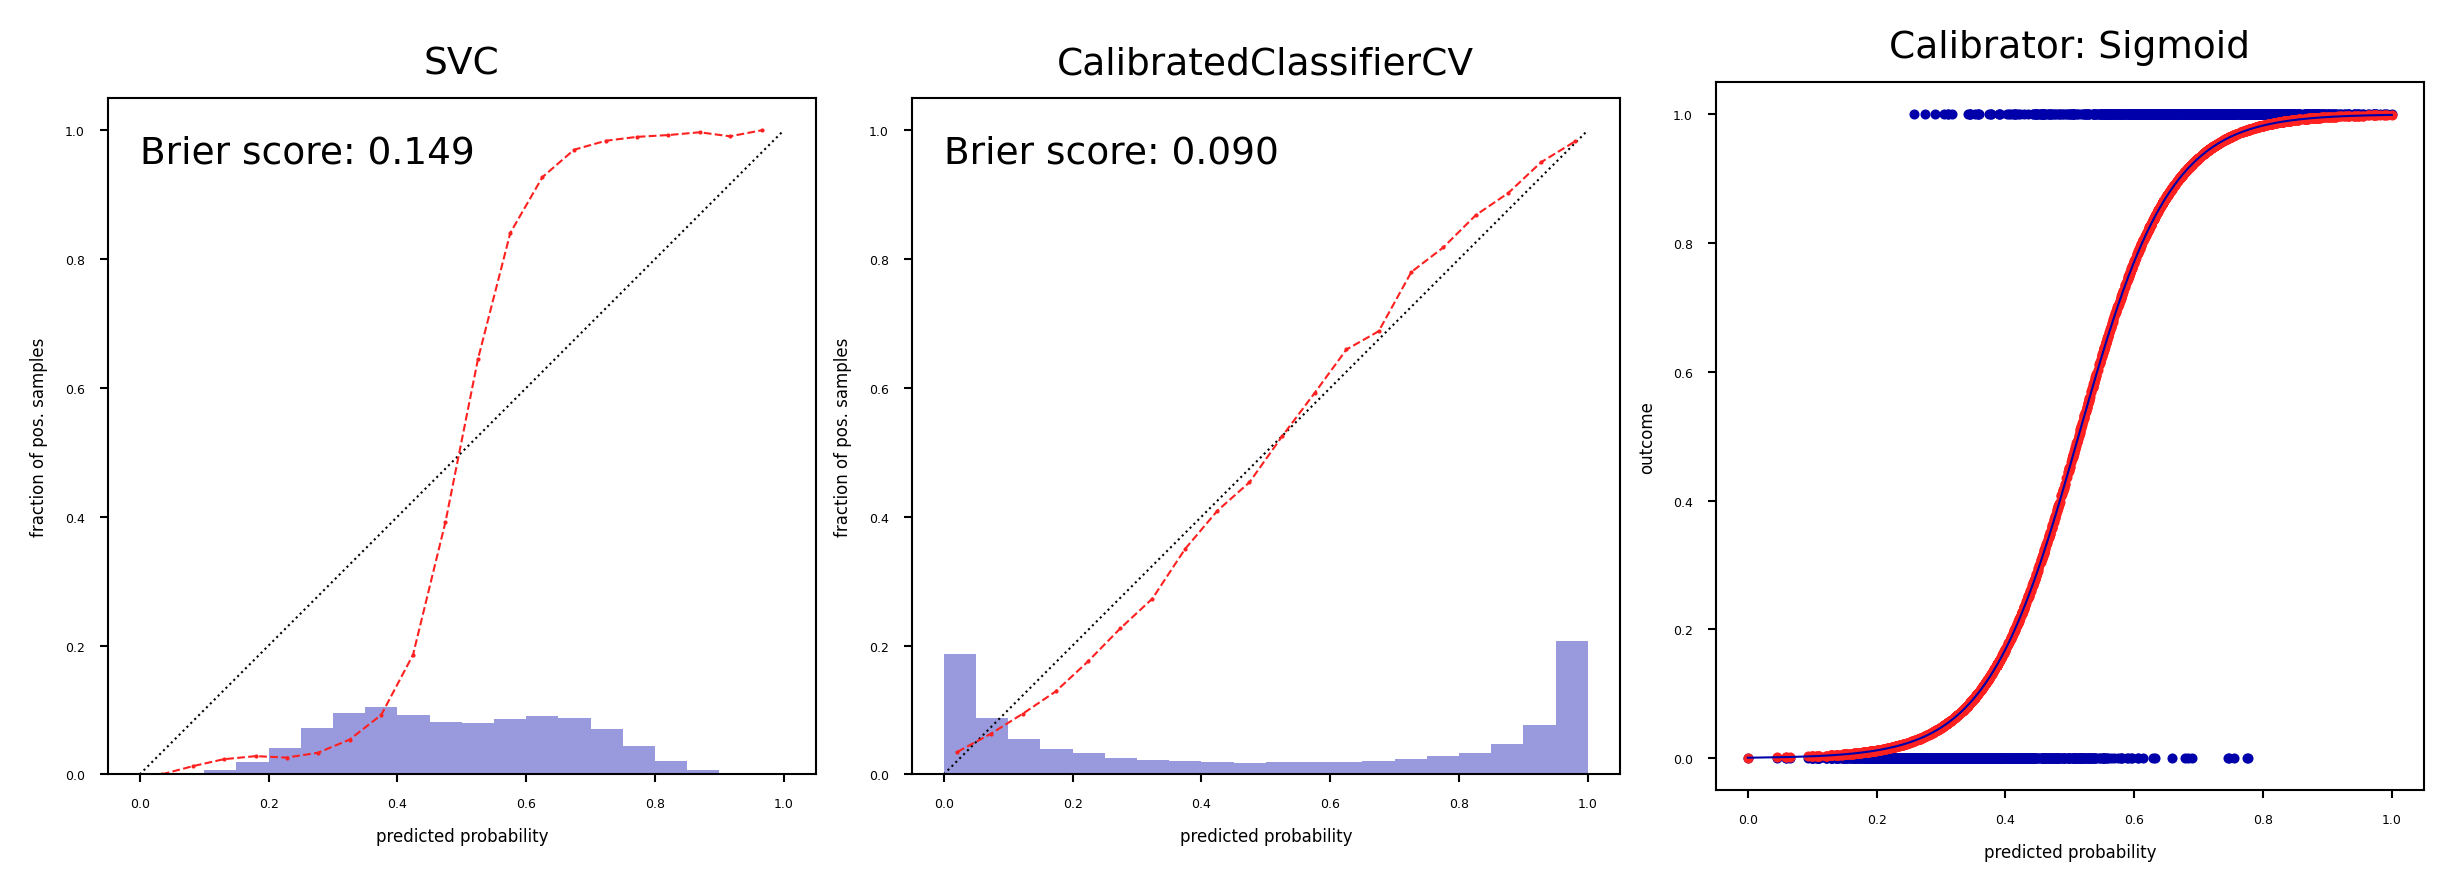 SVC
Brier score: 0.149
fraction of pos. samples
1.0
0.8
0.6
0.4
0.2
0.0
0.0 0.2 0.4 0.6 0.8 1.0
predicted probability
CalibratedClassifierCV
Brier score: 0.090
fraction of pos. samples
1.0
0.8
0.6
0.4
0.2
0.0
0.0 0.2 0.4 0.6 0.8 1.0
predicted probability
Calibrator: Sigmoid
outcome
1.0
0.8
0.6
0.4
0.2
0.0
0.0 0.2 0.4 0.6 0.8 1.0
predicted probability